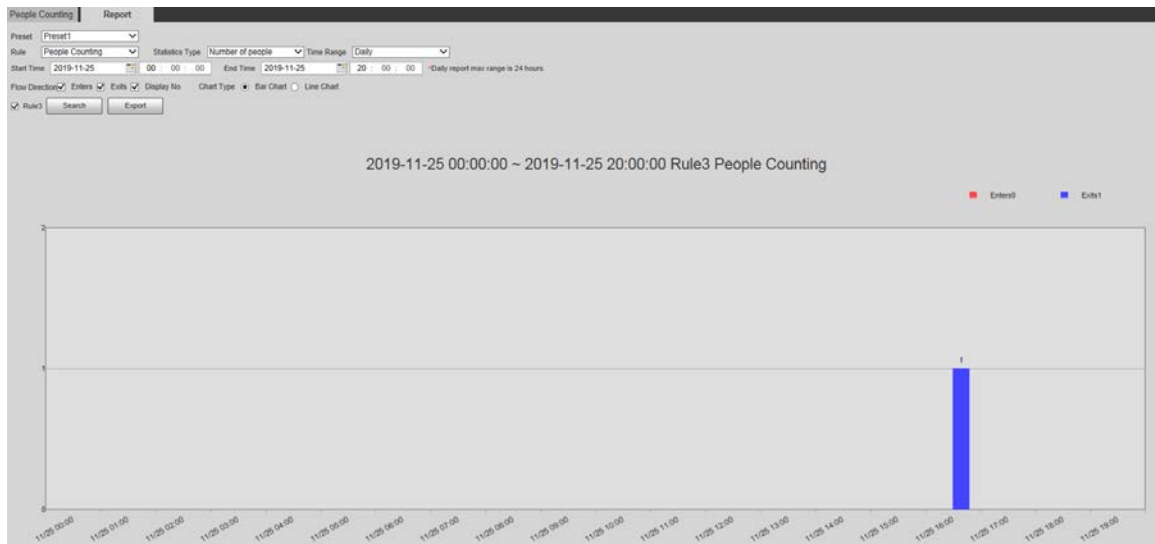 People Counting Report
Preset Preset1
Rule People Counting Statistics Type Number of people Time Range Daily
Start Time 2019-11-25 00 : 00 : 00 End Time 2019-11-25 20 : 00 : 00 *Daily report max range is 24 hours.
Flow Direction Enters Exits Display No Chart Type Bar Chart Line Chart
Rule3 Search Export
2019-11-25 00:00:00 ~ 2019-11-25 20:00:00 Rule3 People Counting
Enters0 Exits1
2
1
1
0
11/25 00:00 11/25 01:00 11/25 02:00 11/25 03:00 11/25 04:00 11/25 05:00 11/25 06:00 11/25 07:00 11/25 08:00 11/25 09:00 11/25 10:00 11/25 11:00 11/25 12:00 11/25 13:00 11/25 14:00 11/25 15:00 11/25 16:00 11/25 17:00 11/25 18:00 11/25 19:00